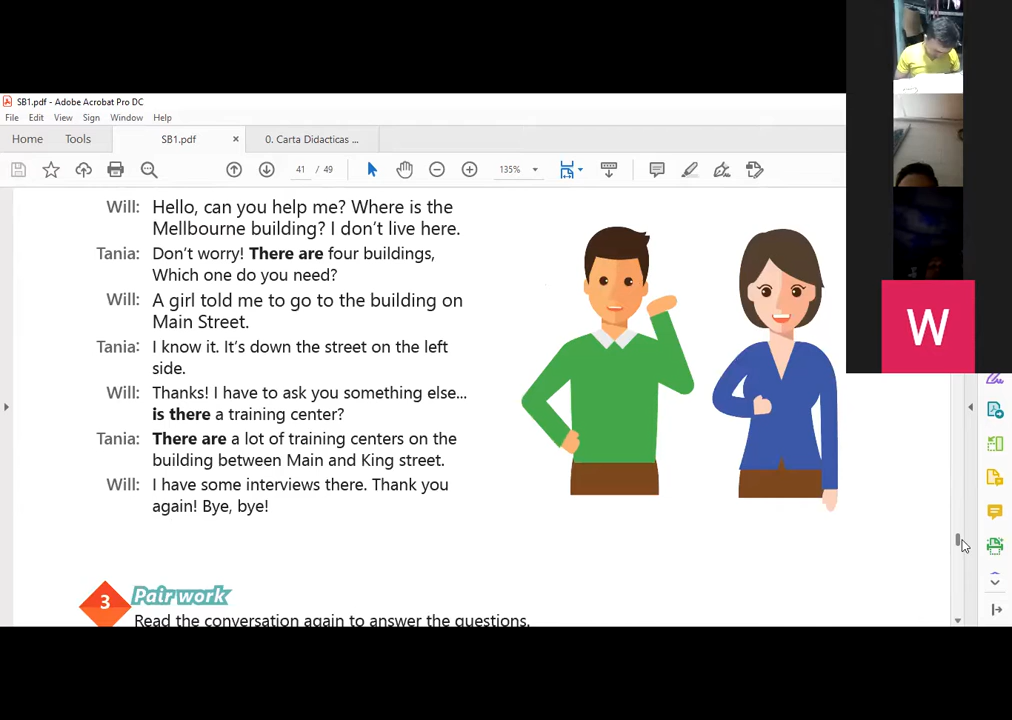 SB1.pdf - Adobe Acrobat Pro DC
File Edit View Sign Window Help
Home Tools SB1.pdf × 0. Carta Didacticas ...
41 / 49 135%
Will: Hello, can you help me? Where is the
Mellbourne building? I don't live here.
Tania: Don't worry! There are four buildings,
Which one do you need?
Will: A girl told me to go to the building on
Main Street.
Tania: I know it. It's down the street on the left
side.
Will: Thanks! I have to ask you something else...
is there a training center?
Tania: There are a lot of training centers on the
building between Main and King street.
Will: I have some interviews there. Thank you
again! Bye, bye!
3 Pair work
Read the conversation again to answer the questions.
W